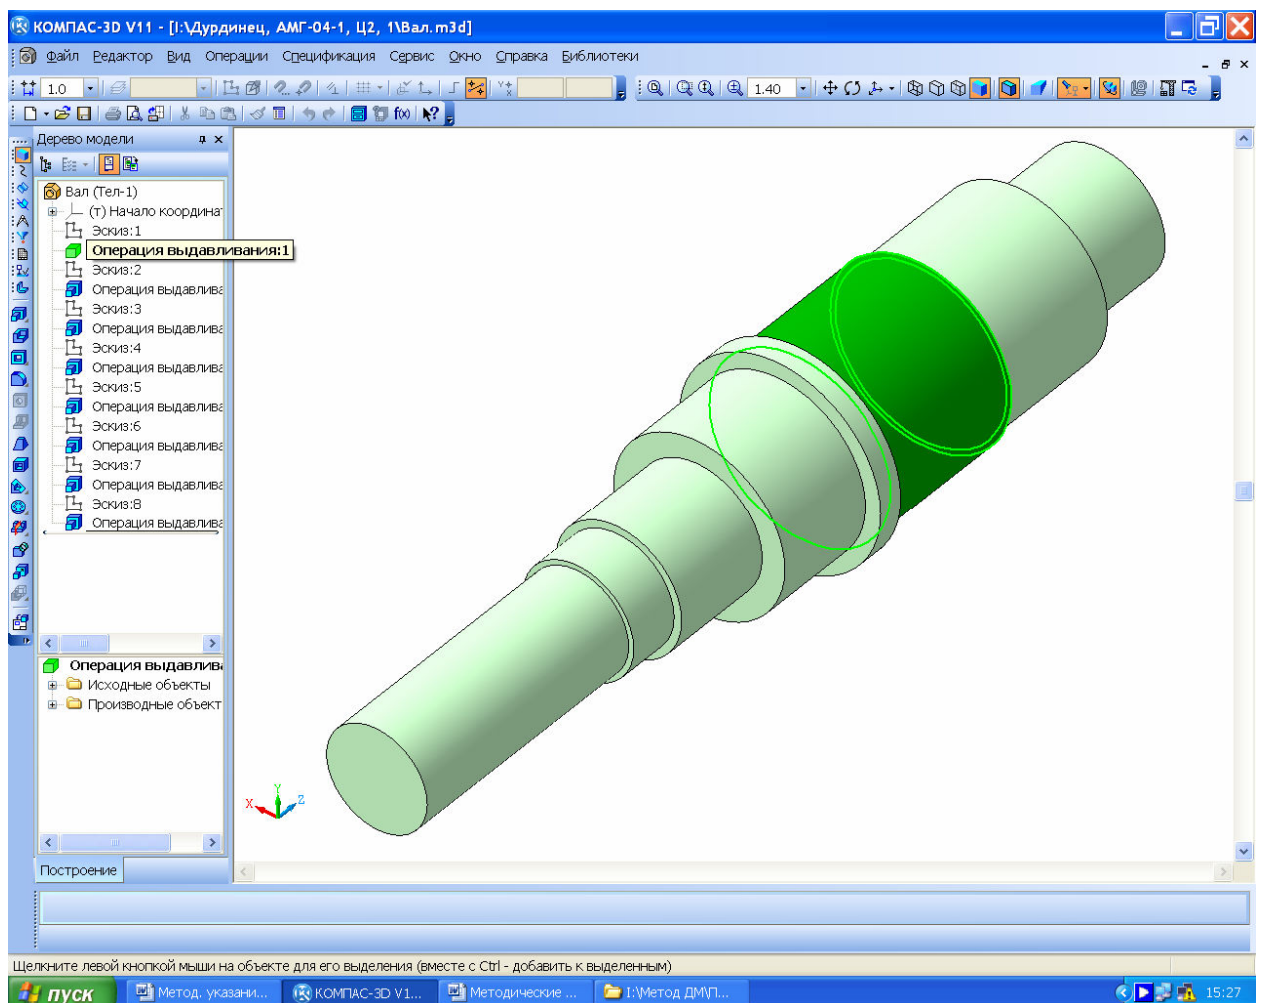 КОМПАС-3D V11 - [I:\Дурдинец, АМГ-04-1, Ц2, 1\Вал.m3d]
Файл Редактор Вид Операции Спецификация Сервис Окно Справка Библиотеки
1.0 1.40
f(x)
Дерево модели
Вал (Тел-1)
(т) Начало координат
Эскиз:1
Операция выдавливания:1
Эскиз:2
Операция выдавлива
Эскиз:3
Операция выдавлива
Эскиз:4
Операция выдавлива
Эскиз:5
Операция выдавлива
Эскиз:6
Операция выдавлива
Эскиз:7
Операция выдавлива
Эскиз:8
Операция выдавлива
Операция выдавлив
Исходные объекты
Производные объект
X Y Z
Построение
Щелкните левой кнопкой мыши на объекте для его выделения (вместе с Ctrl - добавить к выделенным)
пуск Метод. указани... КОМПАС-3D V1... Методические ... I:\Метод ДМ\П... 15:27